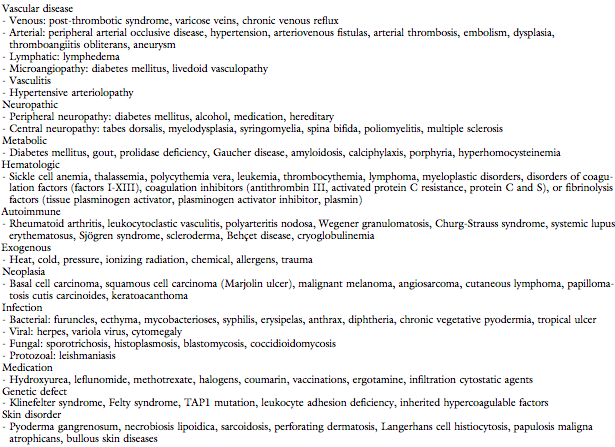 Vascular disease
- Venous: post-thrombotic syndrome, varicose veins, chronic venous reflux
- Arterial: peripheral arterial occlusive disease, hypertension, arteriovenous fistulas, arterial thrombosis, embolism, dysplasia,
thromboangiitis obliterans, aneurysm
- Lymphatic: lymphedema
- Microangiopathy: diabetes mellitus, livedoid vasculopathy
- Vasculitis
- Hypertensive arteriolopathy
Neuropathic
- Peripheral neuropathy: diabetes mellitus, alcohol, medication, hereditary
- Central neuropathy: tabes dorsalis, myelodysplasia, syringomyelia, spina bifida, poliomyelitis, multiple sclerosis
Metabolic
- Diabetes mellitus, gout, prolidase deficiency, Gaucher disease, amyloidosis, calciphylaxis, porphyria, hyperhomocysteinemia
Hematologic
- Sickle cell anemia, thalassemia, polycythemia vera, leukemia, thrombocythemia, lymphoma, myeloplastic disorders, disorders of coagu-
lation factors (factors I-XIII), coagulation inhibitors (antithrombin III, activated protein C resistance, protein C and S), or fibrinolysis
factors (tissue plasminogen activator, plasminogen activator inhibitor, plasmin)
Autoimmune
- Rheumatoid arthritis, leukocytoclastic vasculitis, polyarteritis nodosa, Wegener granulomatosis, Churg-Strauss syndrome, systemic lupus
erythematosus, Sjögren syndrome, scleroderma, Behçet disease, cryoglobulinemia
Exogenous
- Heat, cold, pressure, ionizing radiation, chemical, allergens, trauma
Neoplasia
- Basal cell carcinoma, squamous cell carcinoma (Marjolin ulcer), malignant melanoma, angiosarcoma, cutaneous lymphoma, papilloma-
tosis cutis carcinoides, keratoacanthoma
Infection
- Bacterial: furuncles, ecthyma, mycobacterioses, syphilis, erysipelas, anthrax, diphtheria, chronic vegetative pyoderma, tropical ulcer
- Viral: herpes, variola virus, cytomegaly
- Fungal: sporotrichosis, histoplasmosis, blastomycosis, coccidioidomycosis
- Protozoal: leishmaniasis
Medication
- Hydroxyurea, leflunomide, methotrexate, halogens, coumarin, vaccinations, ergotamine, infiltration cytostatic agents
Genetic defect
- Klinefelter syndrome, Felty syndrome, TAP1 mutation, leukocyte adhesion deficiency, inherited hypercoagulable factors
Skin disorder
- Pyoderma gangrenosum, necrobiosis lipoidica, sarcoidosis, perforating dermatosis, Langerhans cell histiocytosis, papulosis maligna
atrophicans, bullous skin diseases